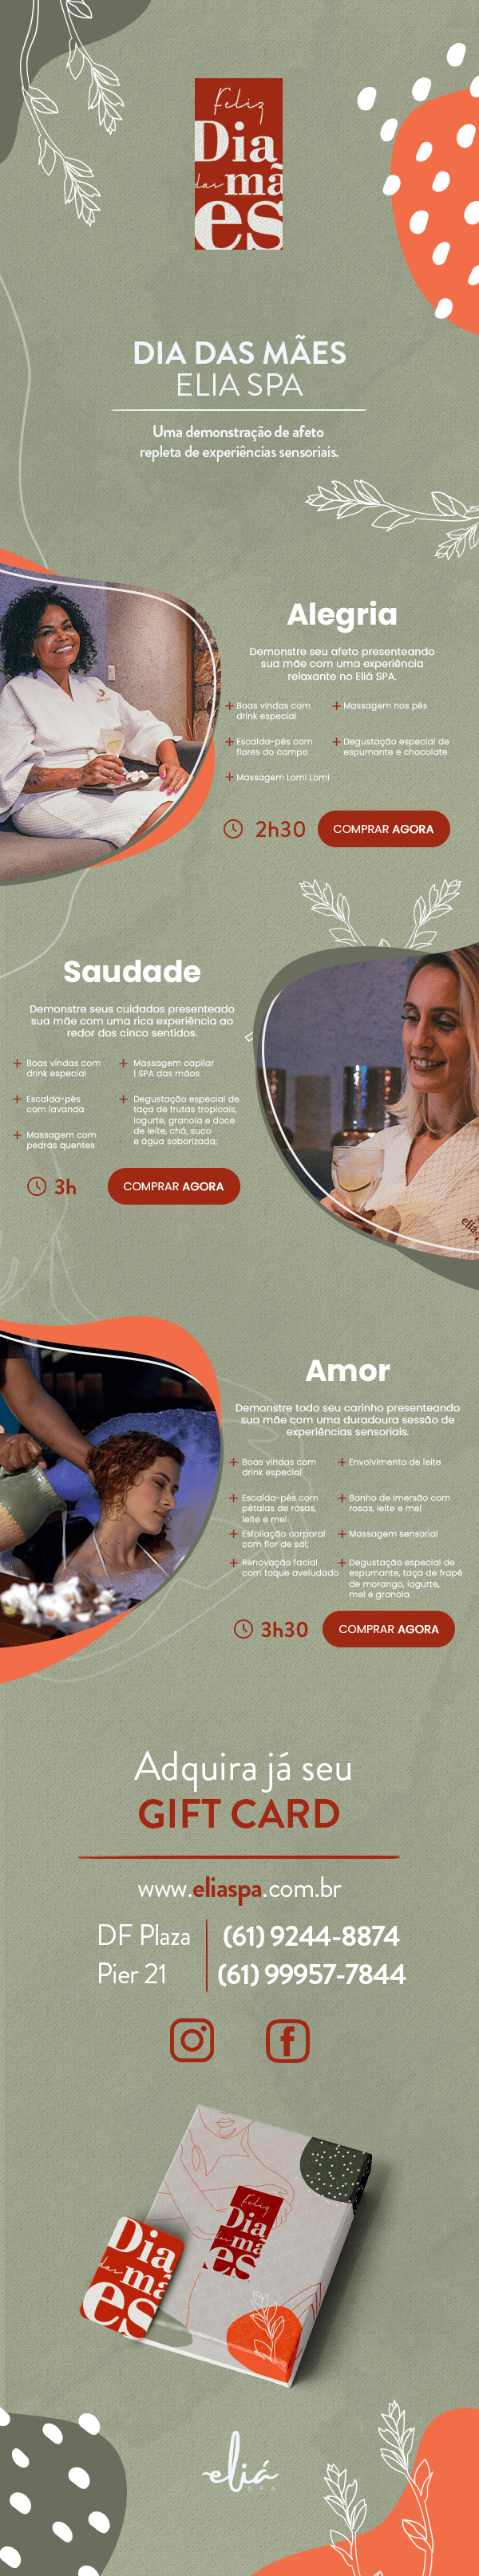 Feliz
Dia
das mã
es
DIA DAS MÃES
ELIA SPA
Uma demonstração de afeto
repleta de experiências sensoriais.
Alegria
Demonstre seu afeto presenteando
sua mãe com uma experiência
relaxante no Eliá SPA.
+ Boas vindas com
drink especial
+ Escalda-pés com
flores do campo
+ Massagem Lomi Lomi
+ Massagem nos pés
+ Degustação especial de
espumante e chocolate
2h30
COMPRAR AGORA
Saudade
Demonstre seus cuidados presenteado
sua mãe com uma rica experiência ao
redor dos cinco sentidos.
+ Boas vindas com
drink especial
+ Escalda-pés
com lavanda
+ Massagem com
pedras quentes
+ Massagem capilar
| SPA das mãos
+ Degustação especial de
taça de frutas tropicais,
iogurte, granola e doce
de leite, chá, suco
e água saborizada;
3h
COMPRAR AGORA
Amor
Demonstre todo seu carinho presenteando
sua mãe com uma duradoura sessão de
experiências sensoriais.
+ Boas vindas com
drink especial
+ Escalda-pés com
pétalas de rosas,
leite e mel
+ Esfoliação corporal
com flor de sal;
+ Renovação facial
com toque aveludado
+ Envolvimento de leite
+ Banho de imersão com
rosas, leite e mel
+ Massagem sensorial
+ Degustação especial de
espumante, taça de frapê
de morango, iogurte,
mel e granola
3h30
COMPRAR AGORA
Adquira já seu
GIFT CARD
www.eliaspa.com.br
DF Plaza (61) 9244-8874
Pier 21 (61) 99957-7844
Feliz
Dia
das mã
es
Dia
das mã
es
eliá
SPA